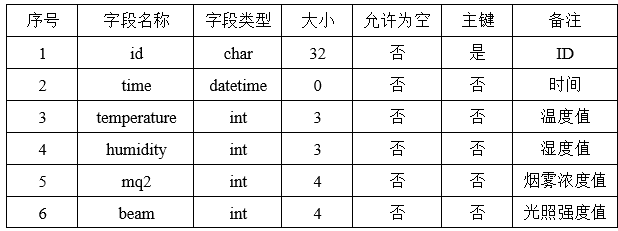 序号 字段名称 字段类型 大小 允许为空 主键 备注
1 id char 32 否 是 ID
2 time datetime 0 否 否 时间
3 temperature int 3 否 否 温度值
4 humidity int 3 否 否 湿度值
5 mq2 int 4 否 否 烟雾浓度值
6 beam int 4 否 否 光照强度值